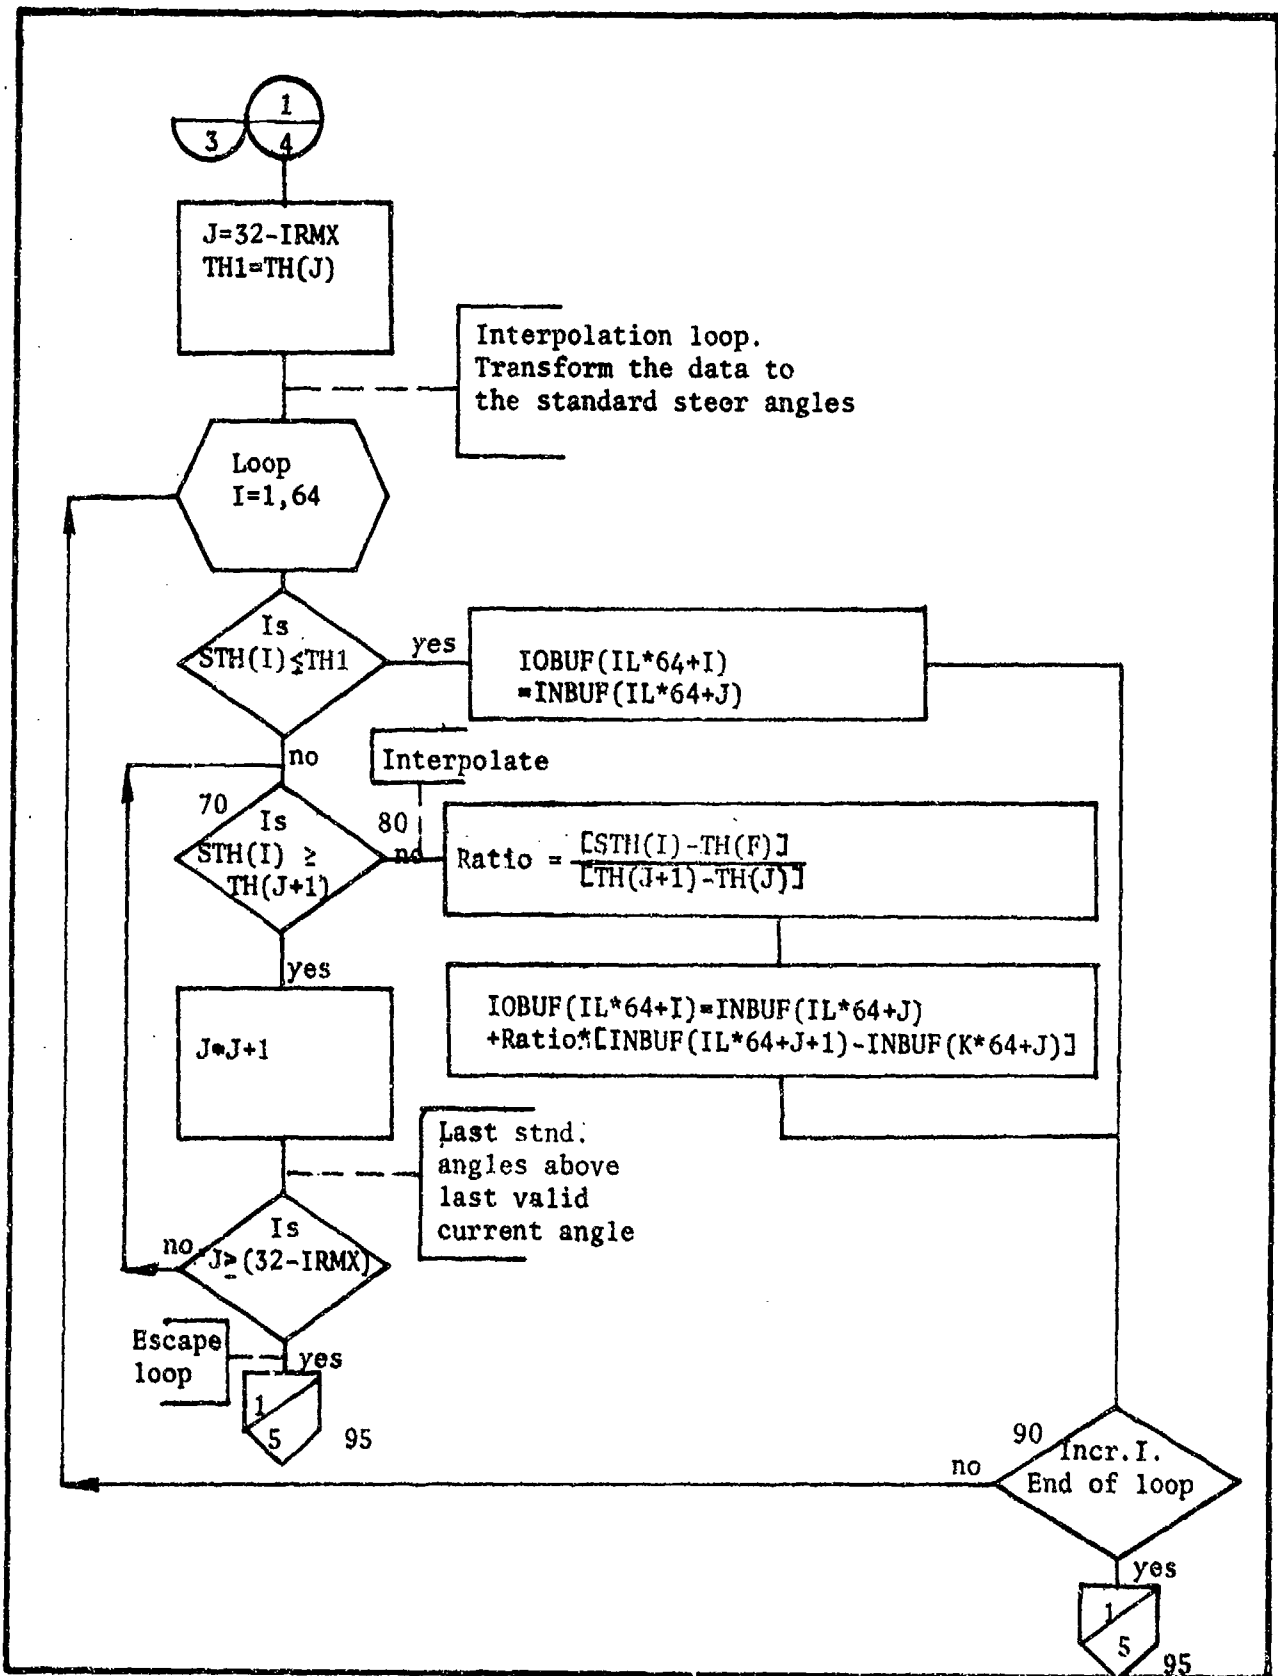 1
3 4
J=32-IRMX
TH1=TH(J)
Interpolation loop.
Transform the data to
the standard steor angles
Loop
I=1,64
Is
STH(I)≤TH1
yes
IOBUF(IL*64+I)
=INBUF(IL*64+J)
no
Interpolate
70
Is
STH(I) ≥
TH(J+1)
80
no
Ratio = [STH(I)-TH(F)]
[TH(J+1)-TH(J)]
yes
IOBUF(IL*64+I)=INBUF(IL*64+J)
+Ratio*[INBUF(IL*64+J+1)-INBUF(K*64+J)]
J=J+1
Last stnd.
angles above
last valid
current angle
Is
J≥(32-IRMX)
no
Escape
loop
yes
1
5
95
90
Incr.I.
End of loop
no
yes
1
5
95